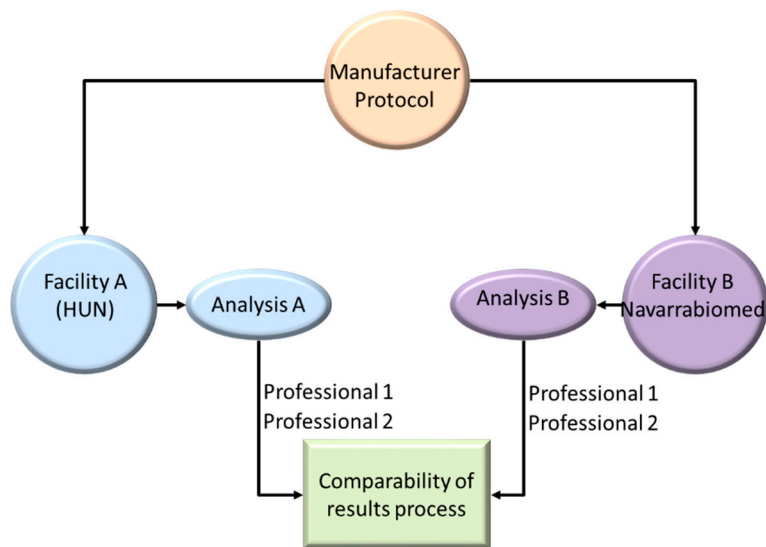 Manufacturer
Protocol
Facility A
(HUN)
Analysis A
Analysis B
Facility B
Navarrabiomed
Professional 1
Professional 2
Professional 1
Professional 2
Comparability of
results process